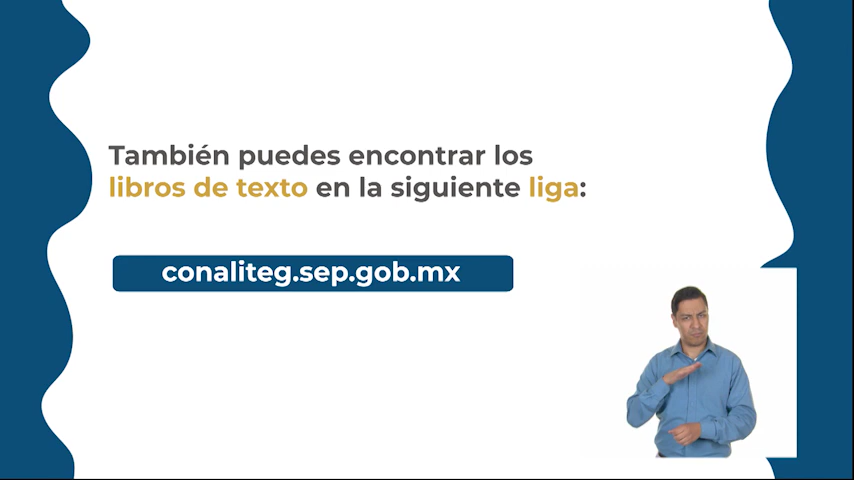 También puedes encontrar los
libros de texto en la siguiente liga:
conaliteg.sep.gob.mx